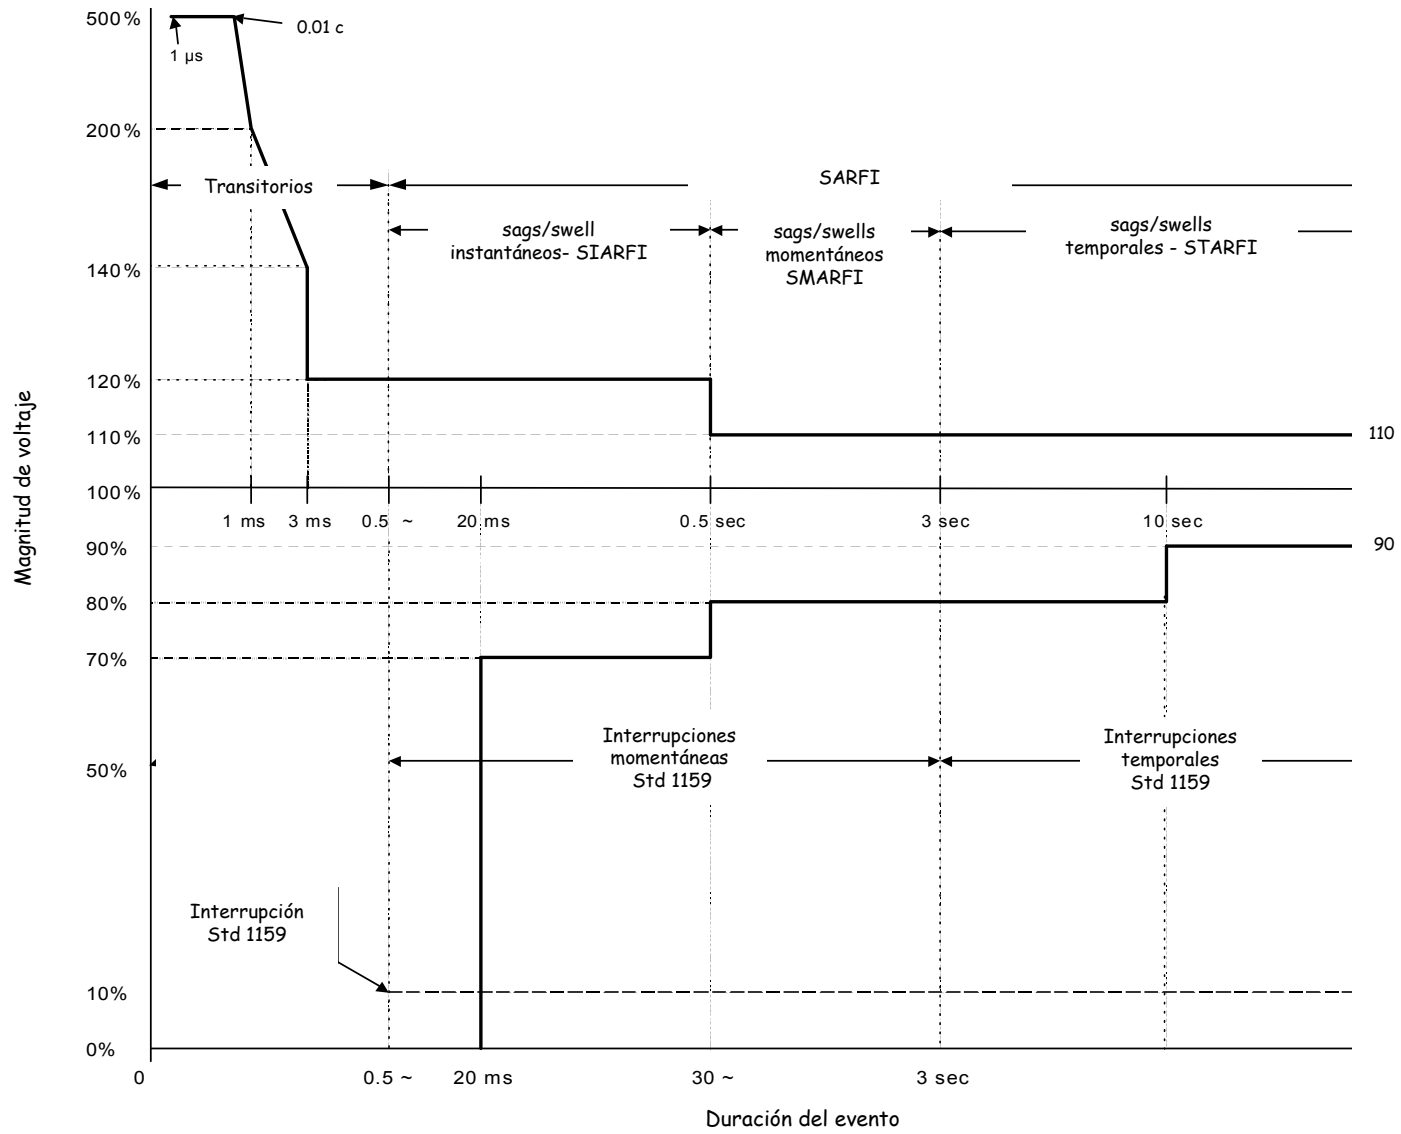 500%
0.01 c
1 µs
200%
Transitorios
SARFI
sags/swell
instantáneos- SIARFI
sags/swells
momentáneos
SMARFI
sags/swells
temporales - STARFI
140%
120%
110%
110
100%
1 ms
3 ms
0.5 ~
20 ms
0.5 sec
3 sec
10 sec
90%
90
80%
70%
Magnitud de voltaje
Interrupciones
momentáneas
Std 1159
Interrupciones
temporales
Std 1159
50%
Interrupción
Std 1159
10%
0%
0
0.5 ~
20 ms
30 ~
3 sec
Duración del evento